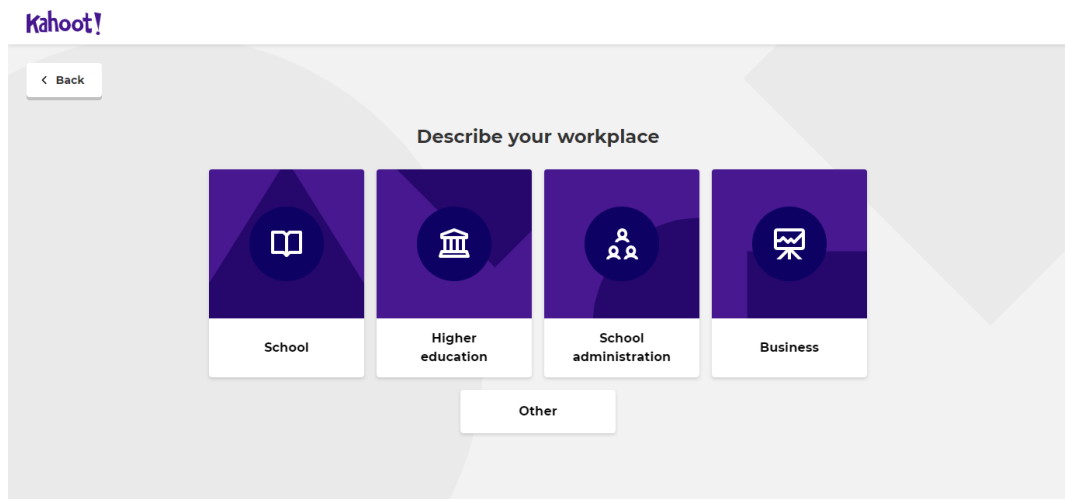 Kahoot!
Back
Describe your workplace
School
Higher
education
School
administration
Business
Other